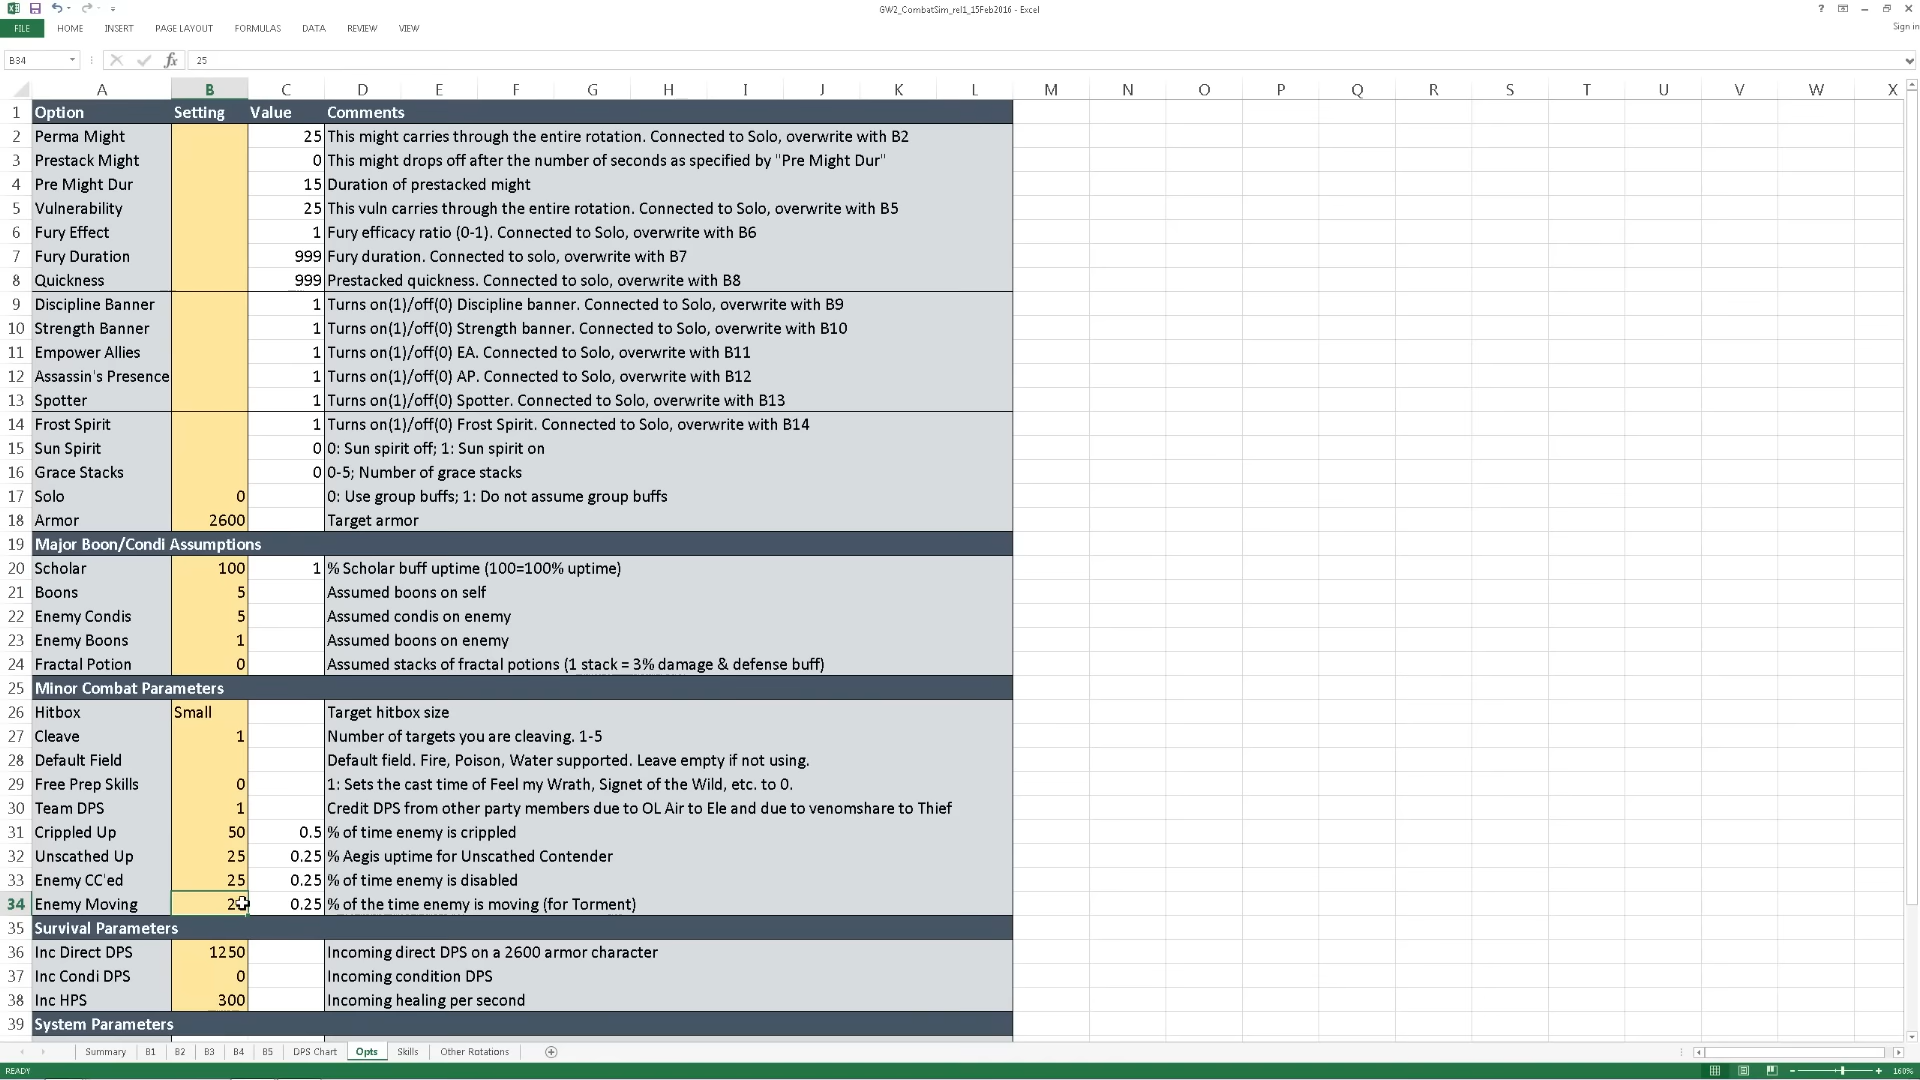 GW2_CombatSim_rel1_15Feb2016 - Excel
?
Sign in
FILE HOME INSERT PAGE LAYOUT FORMULAS DATA REVIEW VIEW
B34 fx 25
A B C D E F G H I J K L M N O P Q R S T U V W X
1 Option Setting Value Comments
2 Perma Might 25 This might carries through the entire rotation. Connected to Solo, overwrite with B2
3 Prestack Might 0 This might drops off after the number of seconds as specified by "Pre Might Dur"
4 Pre Might Dur 15 Duration of prestacked might
5 Vulnerability 25 This vuln carries through the entire rotation. Connected to Solo, overwrite with B5
6 Fury Effect 1 Fury efficacy ratio (0-1). Connected to Solo, overwrite with B6
7 Fury Duration 999 Fury duration. Connected to solo, overwrite with B7
8 Quickness 999 Prestacked quickness. Connected to solo, overwrite with B8
9 Discipline Banner 1 Turns on(1)/off(0) Discipline banner. Connected to Solo, overwrite with B9
10 Strength Banner 1 Turns on(1)/off(0) Strength banner. Connected to Solo, overwrite with B10
11 Empower Allies 1 Turns on(1)/off(0) EA. Connected to Solo, overwrite with B11
12 Assassin's Presence 1 Turns on(1)/off(0) AP. Connected to Solo, overwrite with B12
13 Spotter 1 Turns on(1)/off(0) Spotter. Connected to Solo, overwrite with B13
14 Frost Spirit 1 Turns on(1)/off(0) Frost Spirit. Connected to Solo, overwrite with B14
15 Sun Spirit 0 0: Sun spirit off; 1: Sun spirit on
16 Grace Stacks 0 0-5; Number of grace stacks
17 Solo 0 0: Use group buffs; 1: Do not assume group buffs
18 Armor 2600 Target armor
19 Major Boon/Condi Assumptions
20 Scholar 100 1 % Scholar buff uptime (100=100% uptime)
21 Boons 5 Assumed boons on self
22 Enemy Condis 5 Assumed condis on enemy
23 Enemy Boons 1 Assumed boons on enemy
24 Fractal Potion 0 Assumed stacks of fractal potions (1 stack = 3% damage & defense buff)
25 Minor Combat Parameters
26 Hitbox Small Target hitbox size
27 Cleave 1 Number of targets you are cleaving. 1-5
28 Default Field Default field. Fire, Poison, Water supported. Leave empty if not using.
29 Free Prep Skills 0 1: Sets the cast time of Feel my Wrath, Signet of the Wild, etc. to 0.
30 Team DPS 1 Credit DPS from other party members due to OL Air to Ele and due to venomshare to Thief
31 Crippled Up 50 0.5 % of time enemy is crippled
32 Unscathed Up 25 0.25 % Aegis uptime for Unscathed Contender
33 Enemy CC'ed 25 0.25 % of time enemy is disabled
34 Enemy Moving 2 0.25 % of the time enemy is moving (for Torment)
35 Survival Parameters
36 Inc Direct DPS 1250 Incoming direct DPS on a 2600 armor character
37 Inc Condi DPS 0 Incoming condition DPS
38 Inc HPS 300 Incoming healing per second
39 System Parameters
Summary B1 B2 B3 B4 B5 DPS Chart Opts Skills Other Rotations
READY 160%